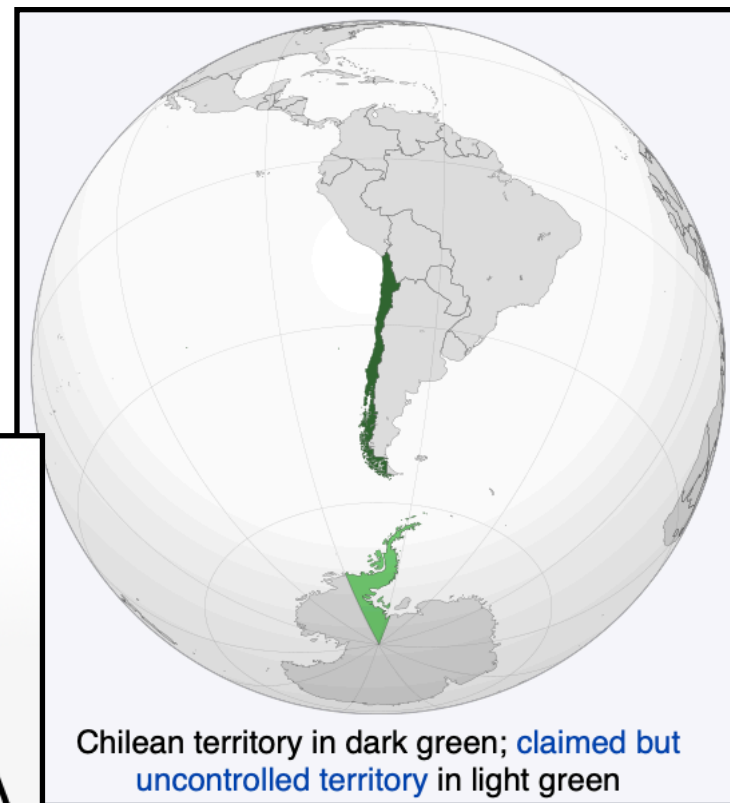 Chilean territory in dark green; claimed but
uncontrolled territory in light green